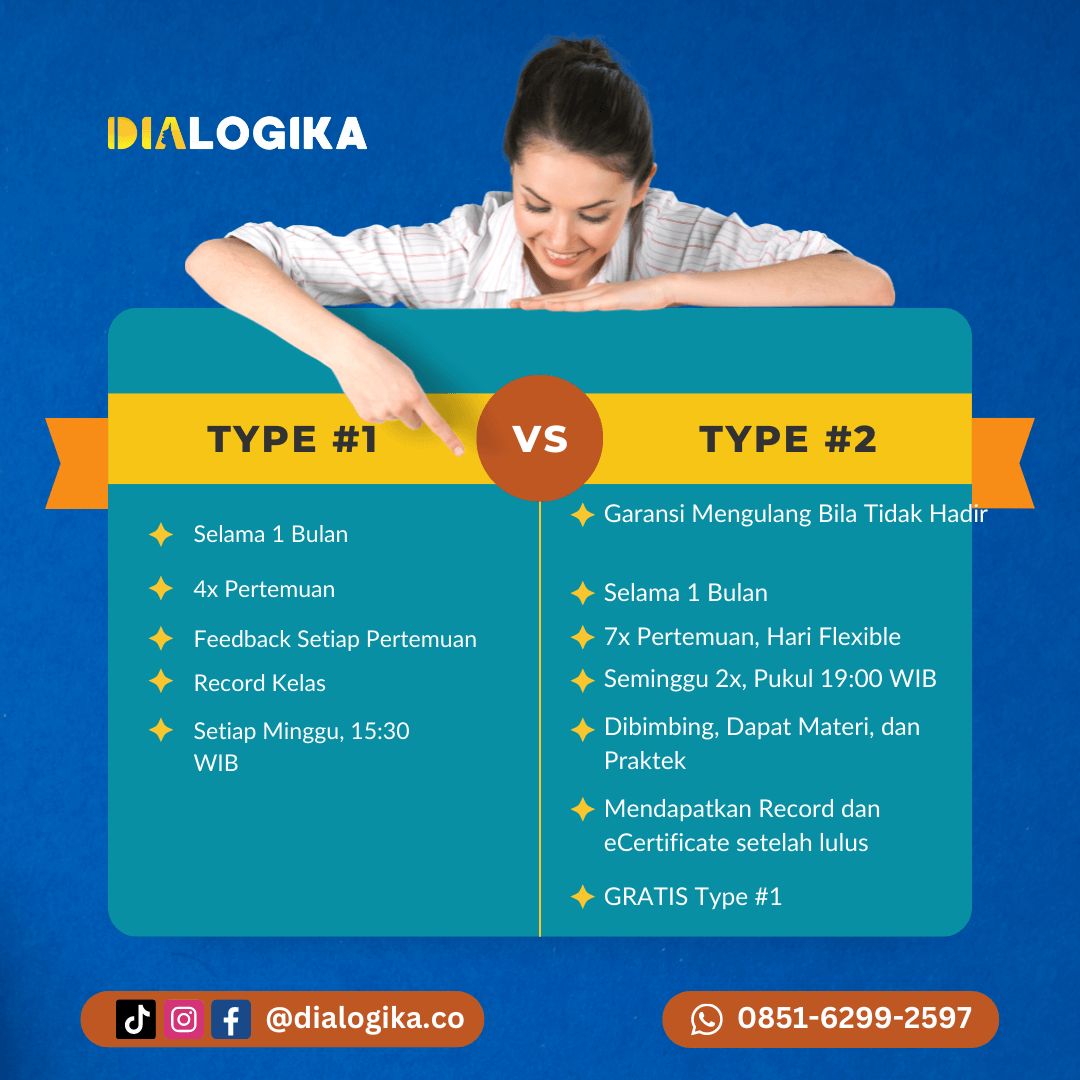 DIALOGIKA
TYPE #1
VS
TYPE #2
Selama 1 Bulan
4x Pertemuan
Feedback Setiap Pertemuan
Record Kelas
Setiap Minggu, 15:30
WIB
Garansi Mengulang Bila Tidak Hadir
Selama 1 Bulan
7x Pertemuan, Hari Flexible
Seminggu 2x, Pukul 19:00 WIB
Dibimbing, Dapat Materi, dan
Praktek
Mendapatkan Record dan
eCertificate setelah lulus
GRATIS Type #1
@dialogika.co
0851-6299-2597